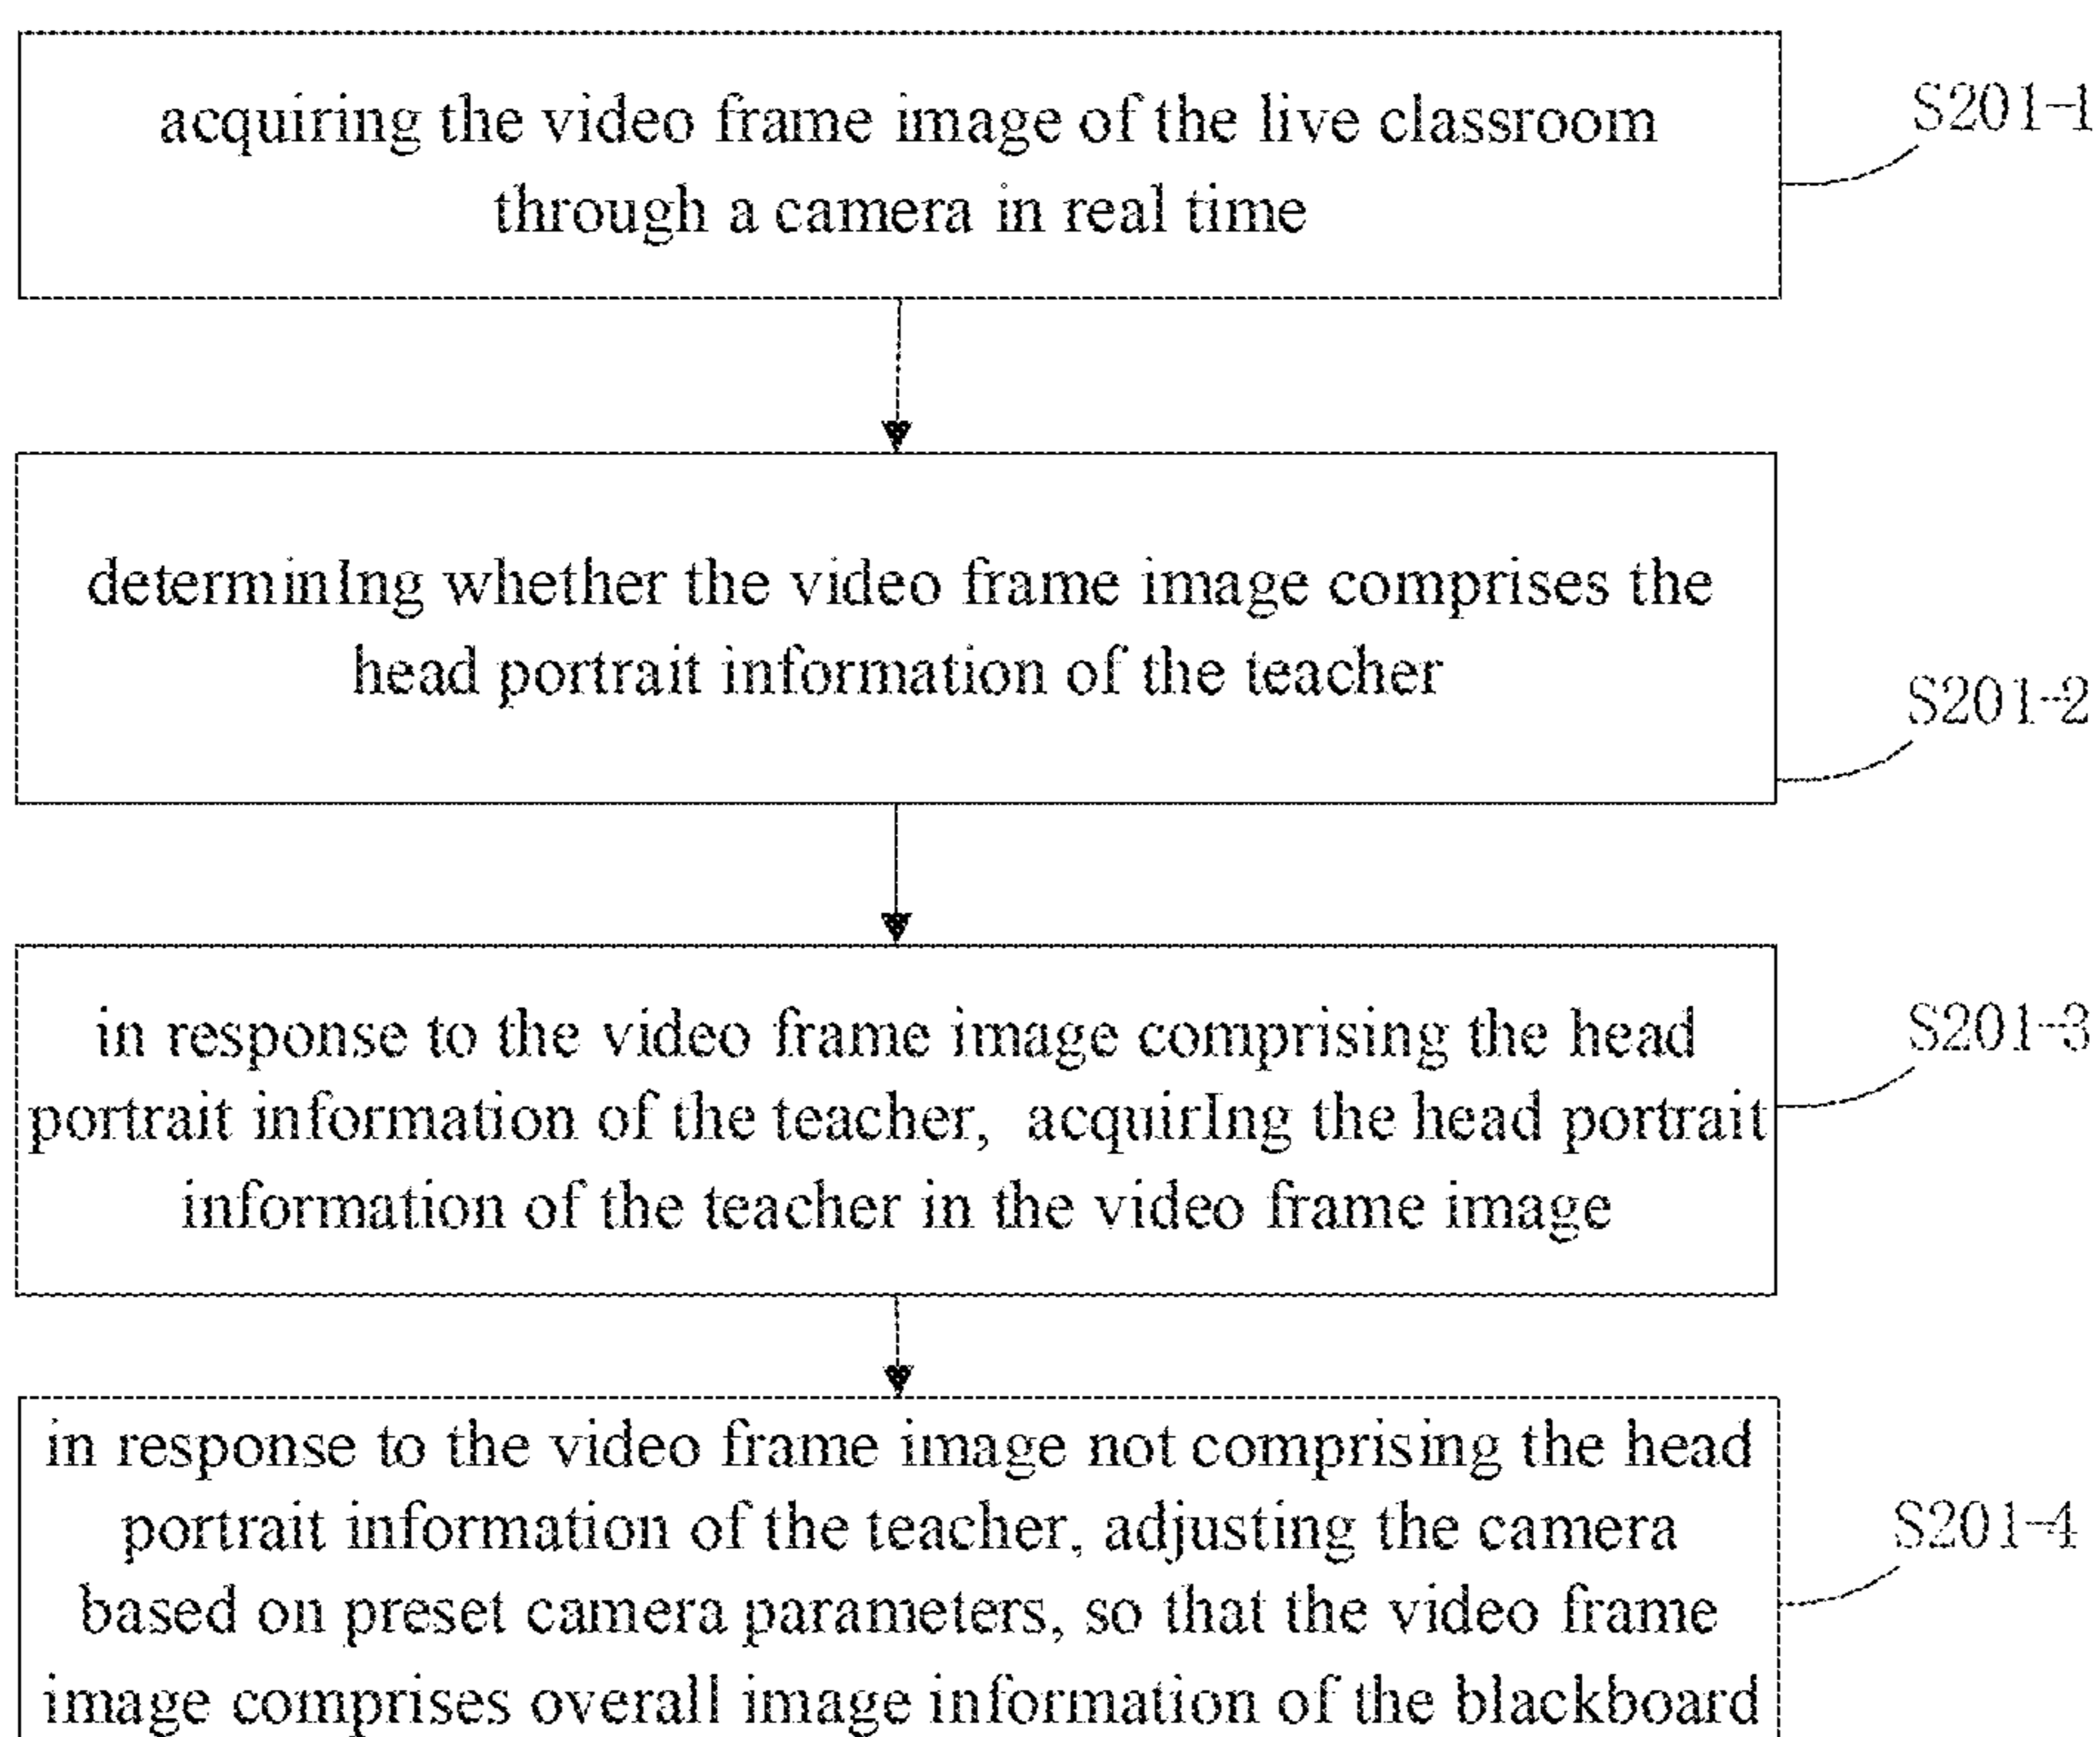 acquiring the video frame image of the live classroom
through a camera in real time
S201-1
determinIng whether the video frame image comprises the
head portrait information of the teacher
S201-2
in response to the video frame image comprising the head
portrait information of the teacher, acquirIng the head portrait
information of the teacher in the video frame image
S201-3
in response to the video frame image not comprising the head
portrait information of the teacher, adjusting the camera
based on preset camera parameters, so that the video frame
image comprises overall image information of the blackboard
S201-4